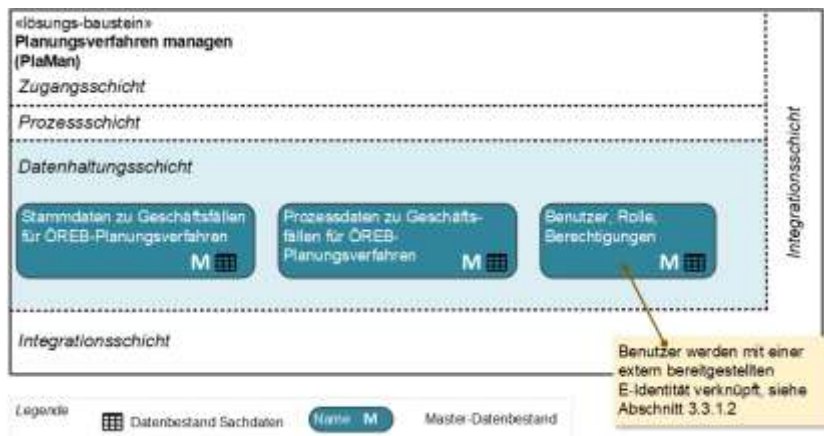 «lösungs-baustein»
Planungsverfahren managen
(PlaMan)
Zugangsschicht
Prozessschicht
Datenhaltungsschicht
Stammdaten zu Geschäftsfällen
für ÖREB-Planungsverfahren
M
Prozessdaten zu Geschäfts-
fällen für ÖREB-
Planungsverfahren
M
Benutzer, Rolle,
Berechtigungen
M
Integrationsschicht
Integrationsschicht
Benutzer werden mit einer
extern bereitgestellten
E-Identität verknüpft, siehe
Abschnitt 3.3.1.2
Legende
Datenbestand Sachdaten
Name M
Master-Datenbestand